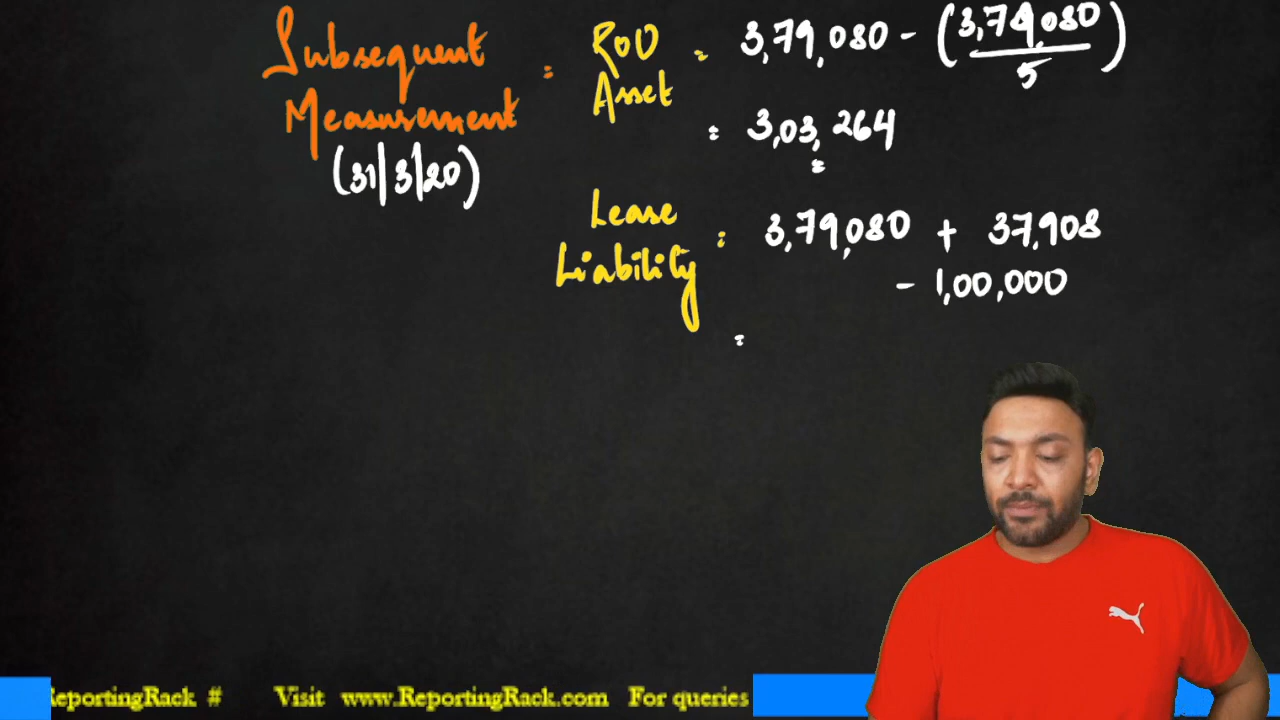 Subsequent Measurement (31/3/20) = RoU Asset = 3,79,080 - (3,79,080 / 5)
= 3,03,264
=
Lease Liability = 3,79,080 + 37,908
- 1,00,000
=
ReportingRack # Visit www.ReportingRack.com For queries